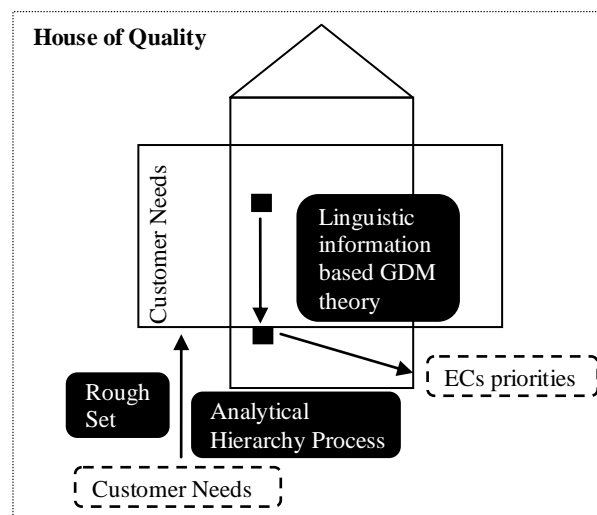 House of Quality
Customer Needs
Linguistic
information
based GDM
theory
ECs priorities
Rough
Set
Analytical
Hierarchy Process
Customer Needs